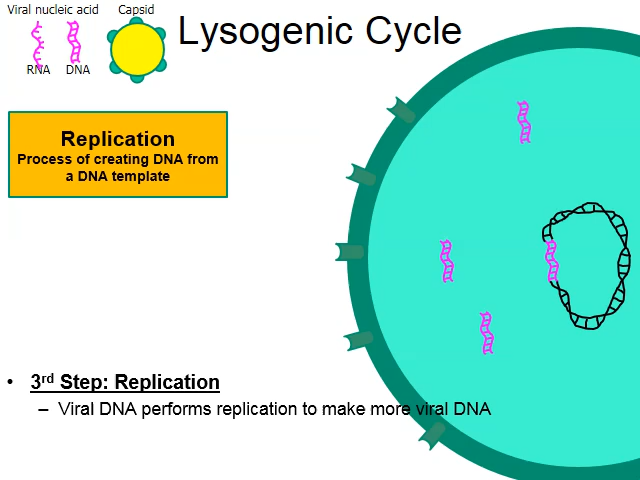 Viral nucleic acid
Capsid
Lysogenic Cycle
RNA
DNA
Replication
Process of creating DNA from
a DNA template
• 3rd Step: Replication
– Viral DNA performs replication to make more viral DNA